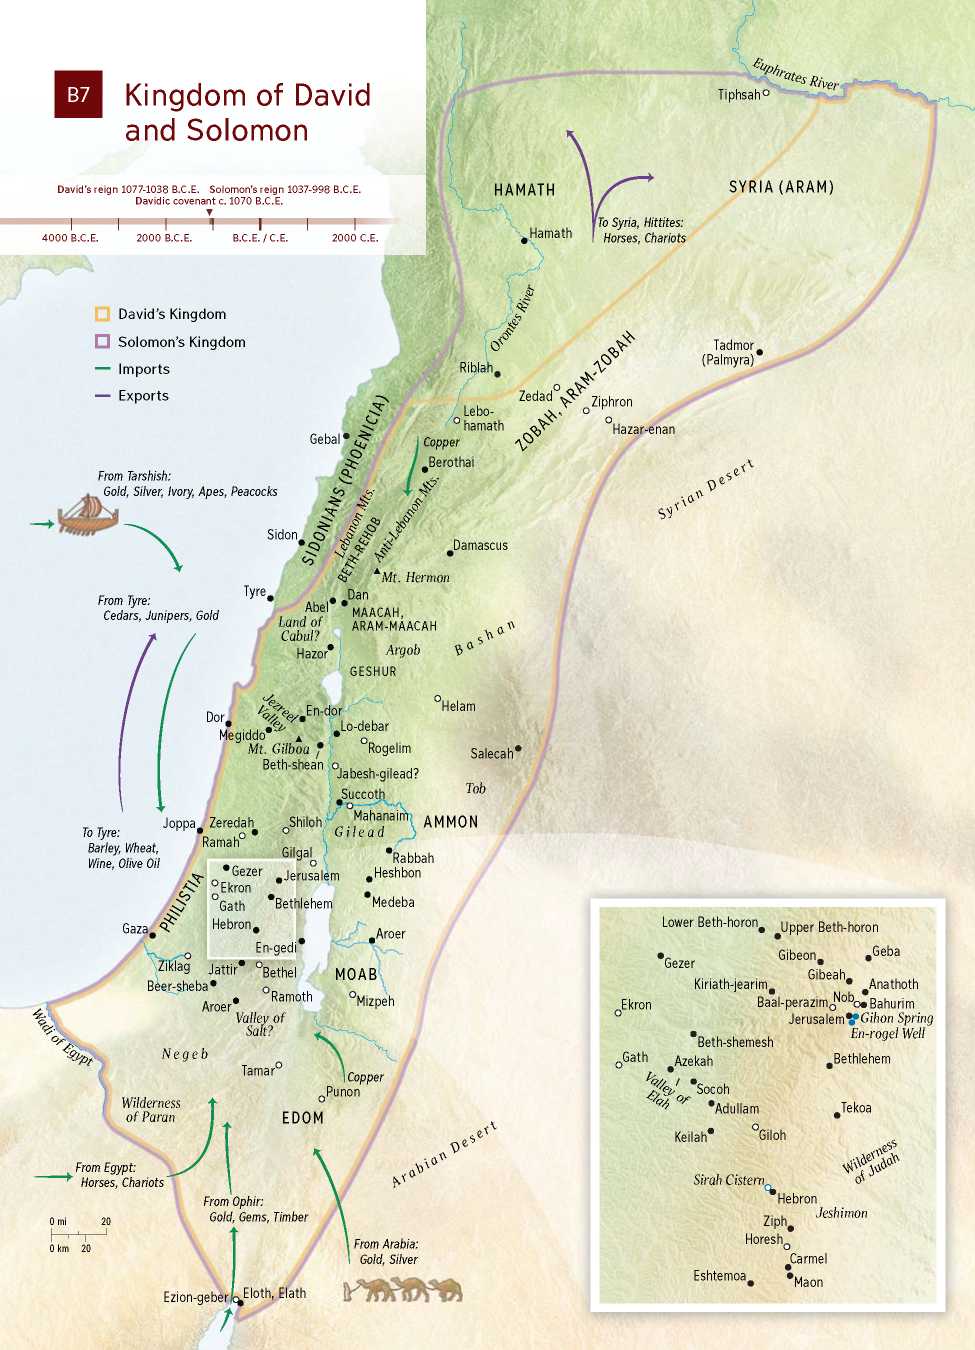 B7
Kingdom of David
and Solomon
David's reign 1077-1038 B.C.E. Solomon's reign 1037-998 B.C.E.
Davidic covenant c. 1070 B.C.E.
4000 B.C.E. 2000 B.C.E. B.C.E. / C.E. 2000 C.E.
David's Kingdom
Solomon's Kingdom
Imports
Exports
Euphrates River
Tiphsah
HAMATH
SYRIA (ARAM)
To Syria, Hittites:
Horses, Chariots
Hamath
Orontes River
Tadmor
(Palmyra)
Riblah
ZOBAH, ARAM-ZOBAH
Zedad
Ziphron
Hazar-enan
Lebo-
hamath
Gebal
SIDONIANS (PHOENICIA)
Copper
Berothai
Syrian Desert
From Tarshish:
Gold, Silver, Ivory, Apes, Peacocks
Lebanon Mts.
BETH-REHOB
Anti-Lebanon Mts.
Sidon
Damascus
Mt. Hermon
Tyre
From Tyre:
Cedars, Junipers, Gold
Abel
Dan
MAACAH,
ARAM-MAACAH
Land of
Cabul?
Hazor
Argob
Bashan
GESHUR
Jezreel
Valley
En-dor
Helam
Dor
Megiddo
Lo-debar
Mt. Gilboa
Rogelim
Beth-shean
Salecah
Jabesh-gilead?
Tob
Succoth
Mahanaim
Joppa
Zeredah
Shiloh
Gilead
AMMON
Ramah
To Tyre:
Barley, Wheat,
Wine, Olive Oil
Gilgal
Rabbah
Gezer
Jerusalem
Heshbon
Ekron
Gath
Bethlehem
Medeba
PHILISTIA
Hebron
Gaza
En-gedi
Aroer
Ziklag
Jattir
Bethel
MOAB
Beer-sheba
Ramoth
Mizpeh
Aroer
Valley of
Salt?
Wadi of Egypt
Negeb
Tamar
Copper
Punon
Wilderness
of Paran
EDOM
Arabian Desert
From Egypt:
Horses, Chariots
From Ophir:
Gold, Gems, Timber
0 mi 20
0 km 20
From Arabia:
Gold, Silver
Ezion-geber
Eloth, Elath
Lower Beth-horon
Upper Beth-horon
Gezer
Gibeon
Geba
Gibeah
Kiriath-jearim
Anathoth
Ekron
Baal-perazim
Nob
Bahurim
Jerusalem
Gihon Spring
En-rogel Well
Beth-shemesh
Gath
Azekah
Bethlehem
Valley of
Elah
Socoh
Adullam
Tekoa
Keilah
Giloh
Wilderness
of Judah
Sirah Cistern
Hebron
Jeshimon
Ziph
Horesh
Carmel
Eshtemoa
Maon